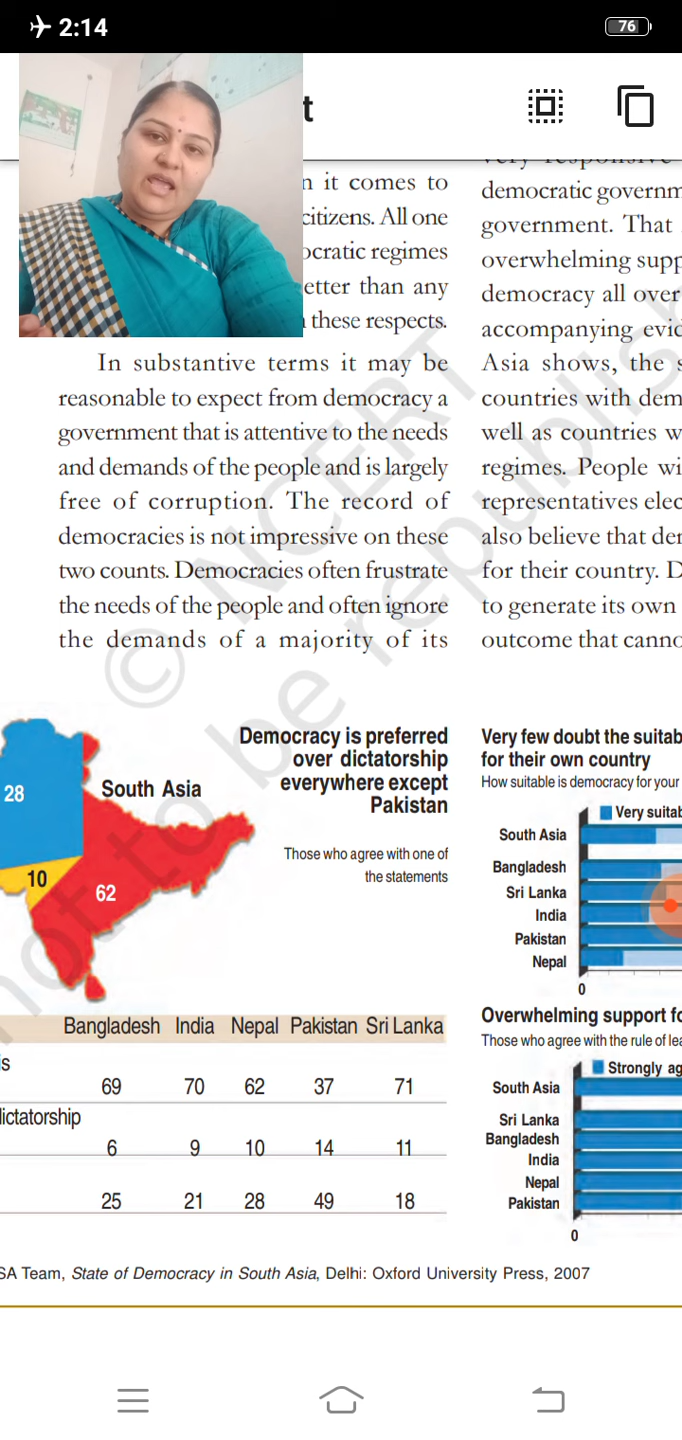 2:14
76
t
n it comes to
citizens. All one
ocratic regimes
etter than any
these respects.
In substantive terms it may be
reasonable to expect from democracy a
government that is attentive to the needs
and demands of the people and is largely
free of corruption. The record of
democracies is not impressive on these
two counts. Democracies often frustrate
the needs of the people and often ignore
the demands of a majority of its
very responsive
democratic governm
government. That
overwhelming supp
democracy all over
accompanying evid
Asia shows, the s
countries with dem
well as countries w
regimes. People wi
representatives elec
also believe that dem
for their country. D
to generate its own
outcome that canno
© NCERT
not to be republish
28
10
62
South Asia
Democracy is preferred
over dictatorship
everywhere except
Pakistan
Those who agree with one of
the statements
Bangladesh India Nepal Pakistan Sri Lanka
is
69 70 62 37 71
ictatorship
6 9 10 14 11
25 21 28 49 18
Very few doubt the suitab
for their own country
How suitable is democracy for your
Very suitab
South Asia
Bangladesh
Sri Lanka
India
Pakistan
Nepal
0
Overwhelming support fo
Those who agree with the rule of lea
Strongly ag
South Asia
Sri Lanka
Bangladesh
India
Nepal
Pakistan
0
SA Team, State of Democracy in South Asia, Delhi: Oxford University Press, 2007